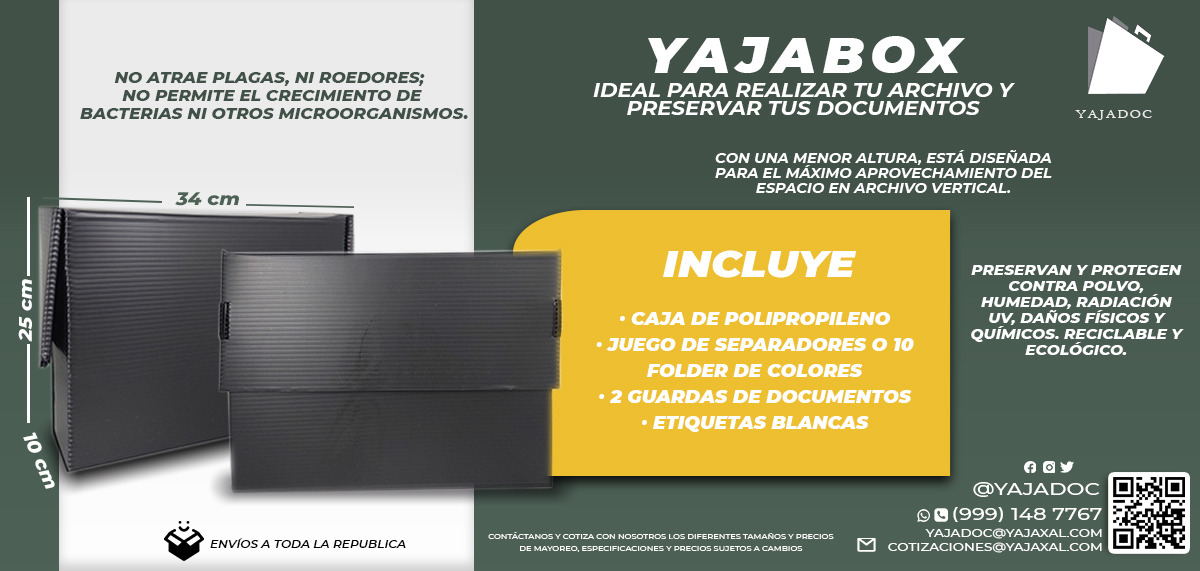 NO ATRAE PLAGAS, NI ROEDORES;
NO PERMITE EL CRECIMIENTO DE
BACTERIAS NI OTROS MICROORGANISMOS.
34 cm
25 cm
10 cm
ENVÍOS A TODA LA REPUBLICA
YAJABOX
IDEAL PARA REALIZAR TU ARCHIVO Y
PRESERVAR TUS DOCUMENTOS
YAJADOC
CON UNA MENOR ALTURA, ESTÁ DISEÑADA
PARA EL MÁXIMO APROVECHAMIENTO DEL
ESPACIO EN ARCHIVO VERTICAL.
INCLUYE
• CAJA DE POLIPROPILENO
• JUEGO DE SEPARADORES O 10
FOLDER DE COLORES
• 2 GUARDAS DE DOCUMENTOS
• ETIQUETAS BLANCAS
PRESERVAN Y PROTEGEN
CONTRA POLVO,
HUMEDAD, RADIACIÓN
UV, DAÑOS FÍSICOS Y
QUÍMICOS. RECICLABLE Y
ECOLÓGICO.
CONTÁCTANOS Y COTIZA CON NOSOTROS LOS DIFERENTES TAMAÑOS Y PRECIOS
DE MAYOREO, ESPECIFICACIONES Y PRECIOS SUJETOS A CAMBIOS
@YAJADOC
(999) 148 7767
YAJADOC@YAJAXAL.COM
COTIZACIONES@YAJAXAL.COM